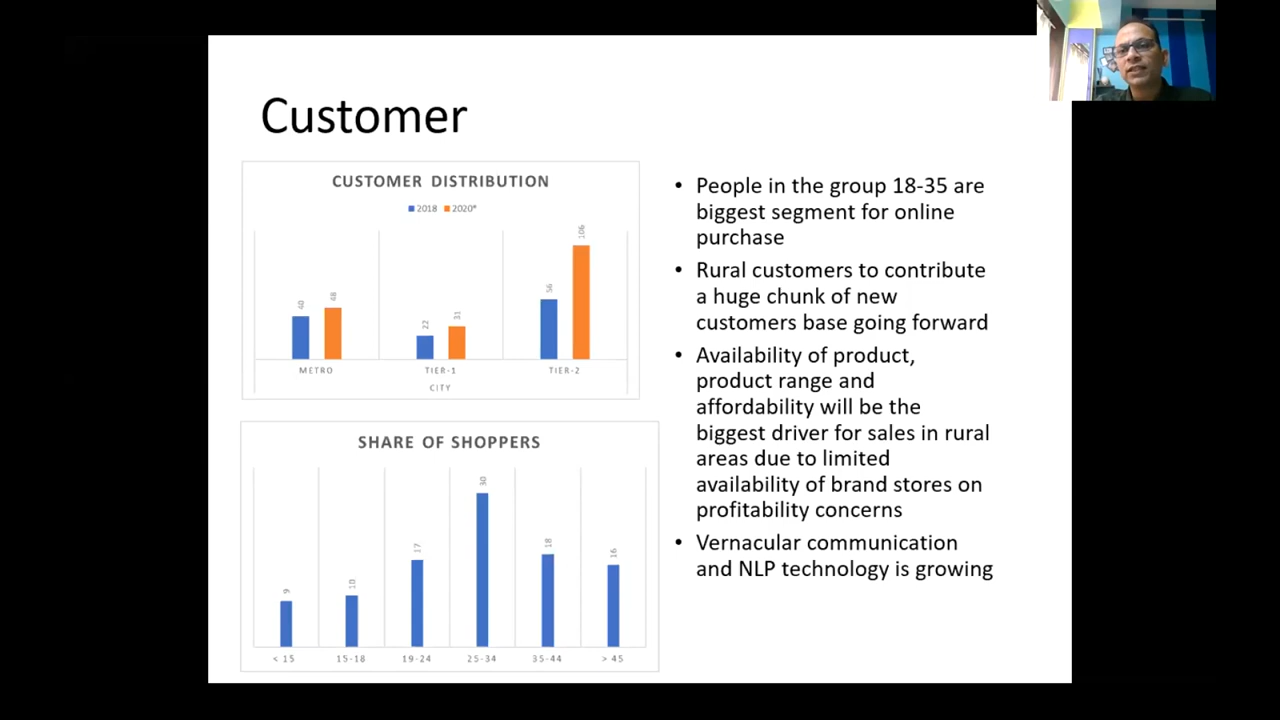 Customer
CUSTOMER DISTRIBUTION
2018 2020*
40
48
22
31
56
106
METRO TIER-1 TIER-2
CITY
SHARE OF SHOPPERS
9
10
17
30
18
16
< 15 15-18 19-24 25-34 35-44 > 45
• People in the group 18-35 are
biggest segment for online
purchase
• Rural customers to contribute
a huge chunk of new
customers base going forward
• Availability of product,
product range and
affordability will be the
biggest driver for sales in rural
areas due to limited
availability of brand stores on
profitability concerns
• Vernacular communication
and NLP technology is growing